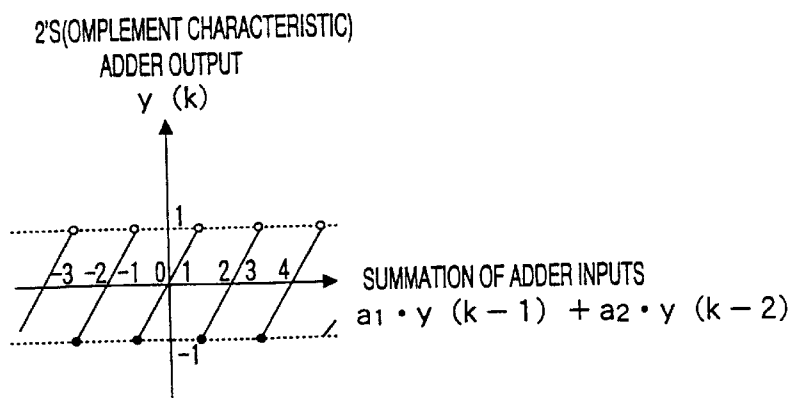 2'S(OMPLEMENT CHARACTERISTIC)
ADDER OUTPUT
y (k)
1
-3 -2 -1 0 1 2 3 4
SUMMATION OF ADDER INPUTS
a1・y (k-1) +a2・y (k-2)
-1